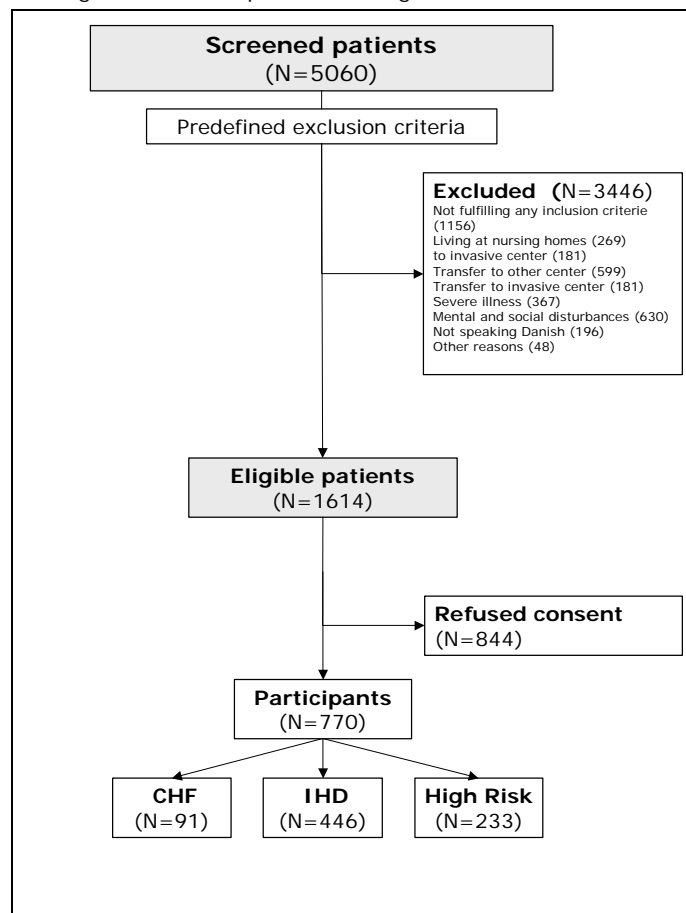 Screened patients
(N=5060)
Predefined exclusion criteria
Excluded (N=3446)
Not fulfilling any inclusion criterie
(1156)
Living at nursing homes (269)
to invasive center (181)
Transfer to other center (599)
Transfer to invasive center (181)
Severe illness (367)
Mental and social disturbances (630)
Not speaking Danish (196)
Other reasons (48)
Eligible patients
(N=1614)
Refused consent
(N=844)
Participants
(N=770)
CHF
(N=91)
IHD
(N=446)
High Risk
(N=233)